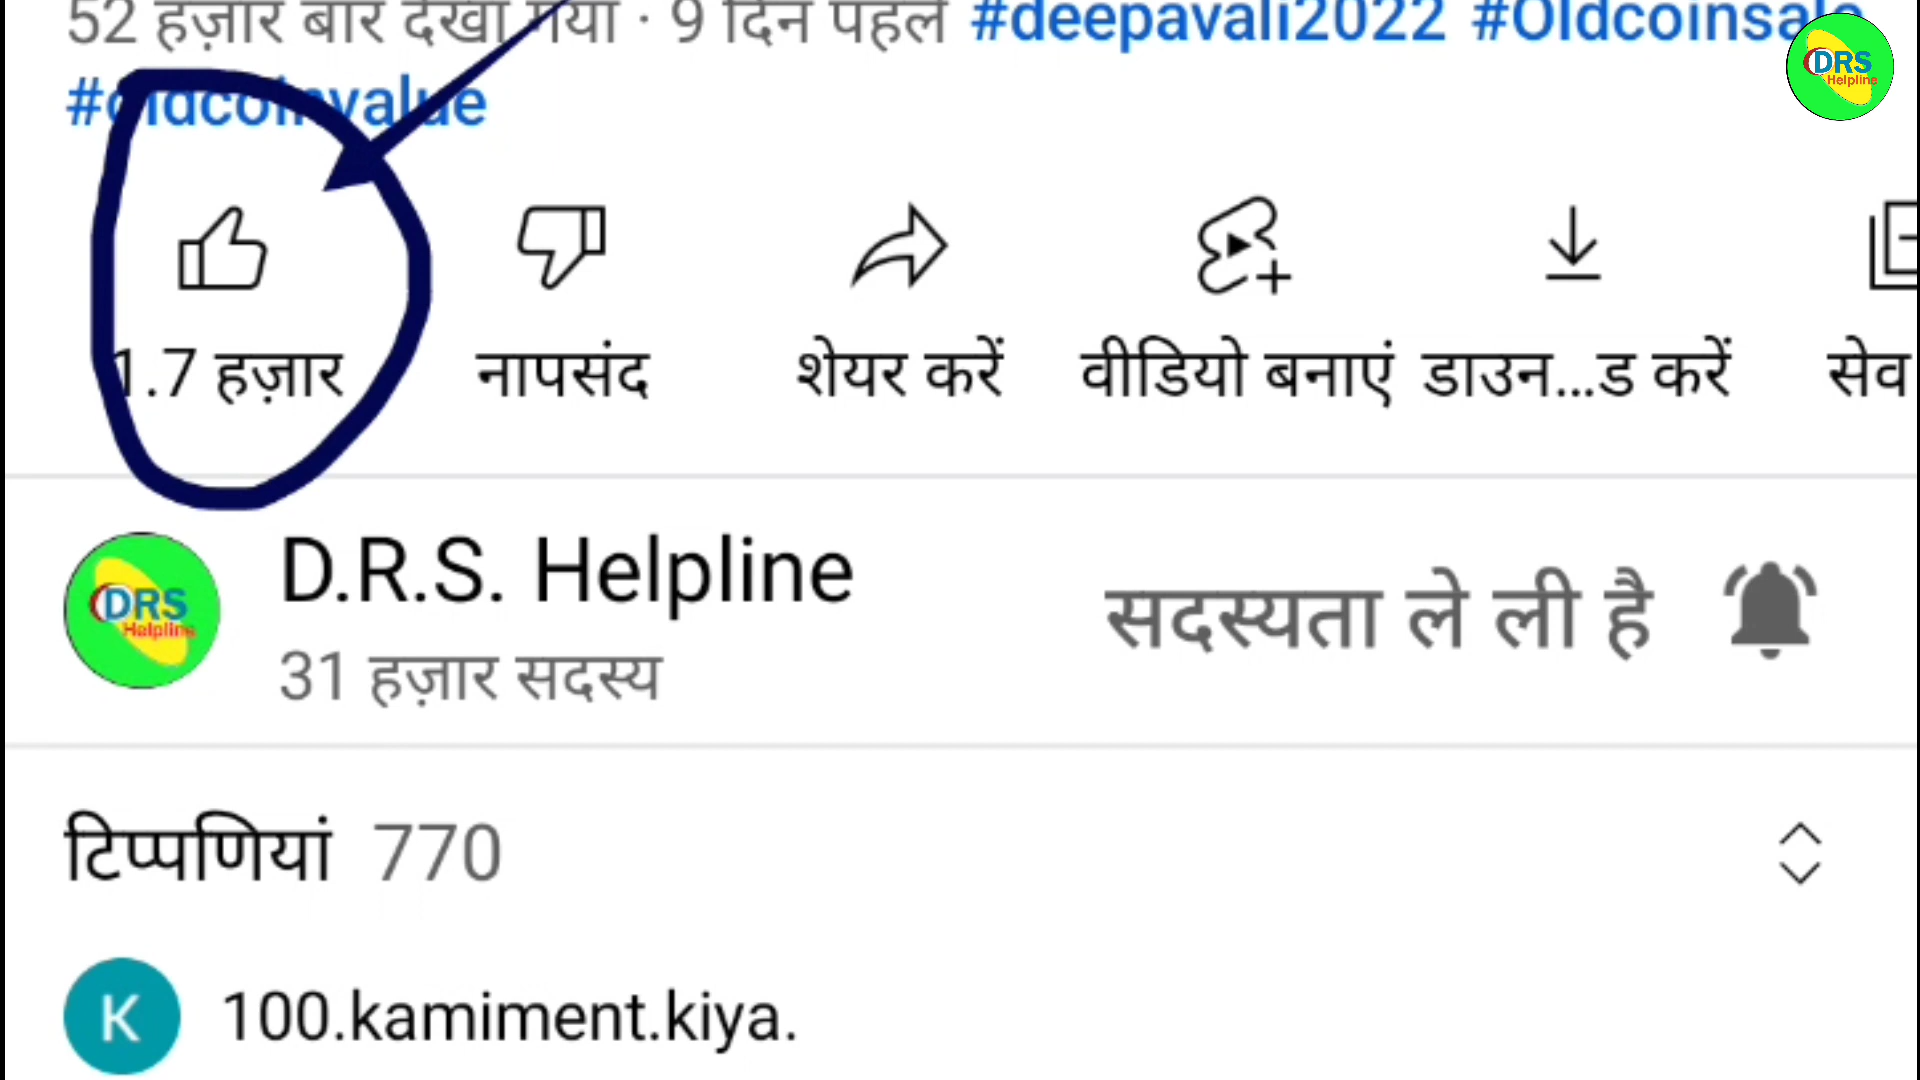 52 हज़ार बार देखा गया · 9 दिन पहले #deepavali2022 #Oldcoinsale
#oldcoinvalue
DRS
Helpline
1.7 हज़ार नापसंद शेयर करें वीडियो बनाएं डाउन...ड करें सेव
DRS
Helpline
D.R.S. Helpline
31 हज़ार सदस्य
सदस्यता ले ली है
टिप्पणियां 770
K 100.kamiment.kiya.